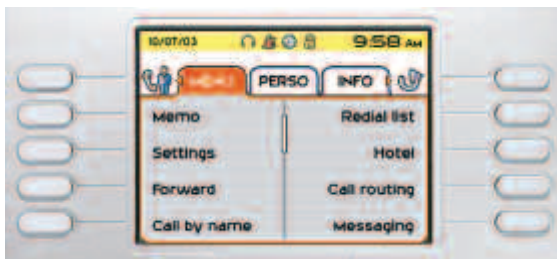 10/07/03 9:58 AM
MENU PERSO INFO
Memo Redial list
Settings Hotel
Forward Call routing
Call by name Messaging